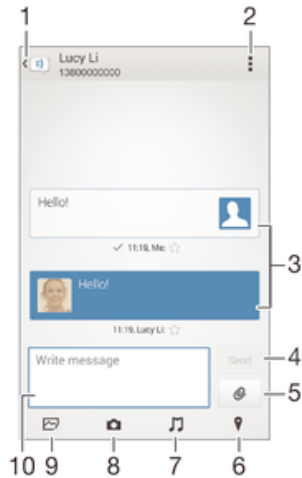 1
2
Lucy Li
13800000000
Hello!
✓ 11:19, Me: ☆
3
Hello!
11:19, Lucy Li: ☆
Write message
Send
4
5
10 9 8 7 6